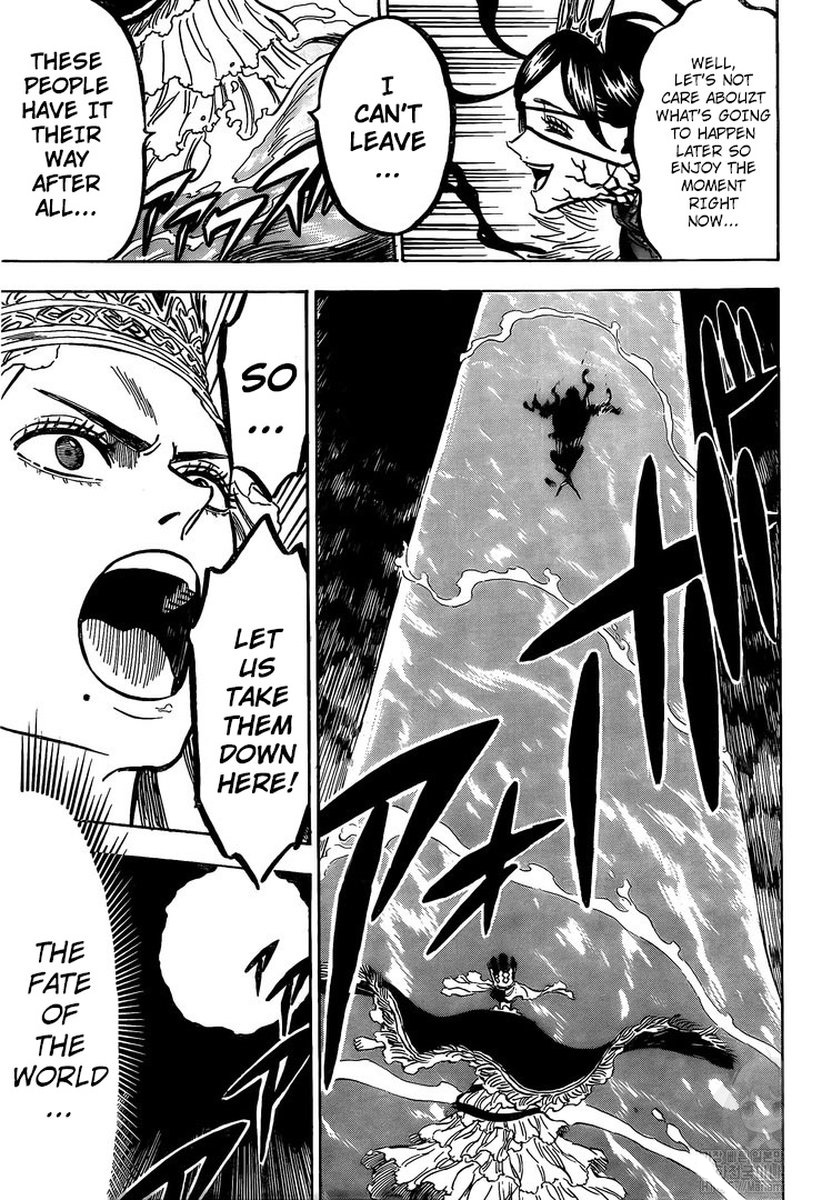 WELL,
LET'S NOT
CARE ABOUZT
WHAT'S GOING
TO HAPPEN
LATER SO
ENJOY THE
MOMENT
RIGHT
NOW...
I
CAN'T
LEAVE
...
THESE
PEOPLE
HAVE IT
THEIR
WAY
AFTER
ALL...
SO
...
LET
US
TAKE
THEM
DOWN
HERE!
THE
FATE
OF
THE
WORLD
...